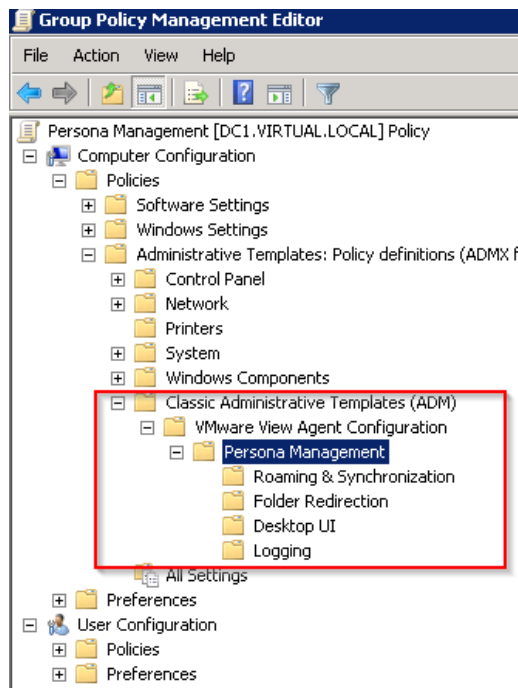 Group Policy Management Editor
File Action View Help
Persona Management [DC1.VIRTUAL.LOCAL] Policy
Computer Configuration
Policies
Software Settings
Windows Settings
Administrative Templates: Policy definitions (ADMX f
Control Panel
Network
Printers
System
Windows Components
Classic Administrative Templates (ADM)
VMware View Agent Configuration
Persona Management
Roaming & Synchronization
Folder Redirection
Desktop UI
Logging
All Settings
Preferences
User Configuration
Policies
Preferences